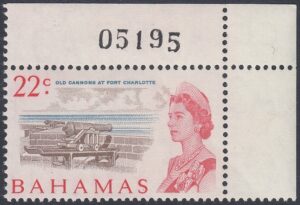 05195
22c
OLD CANNONS AT FORT CHARLOTTE
BAHAMAS